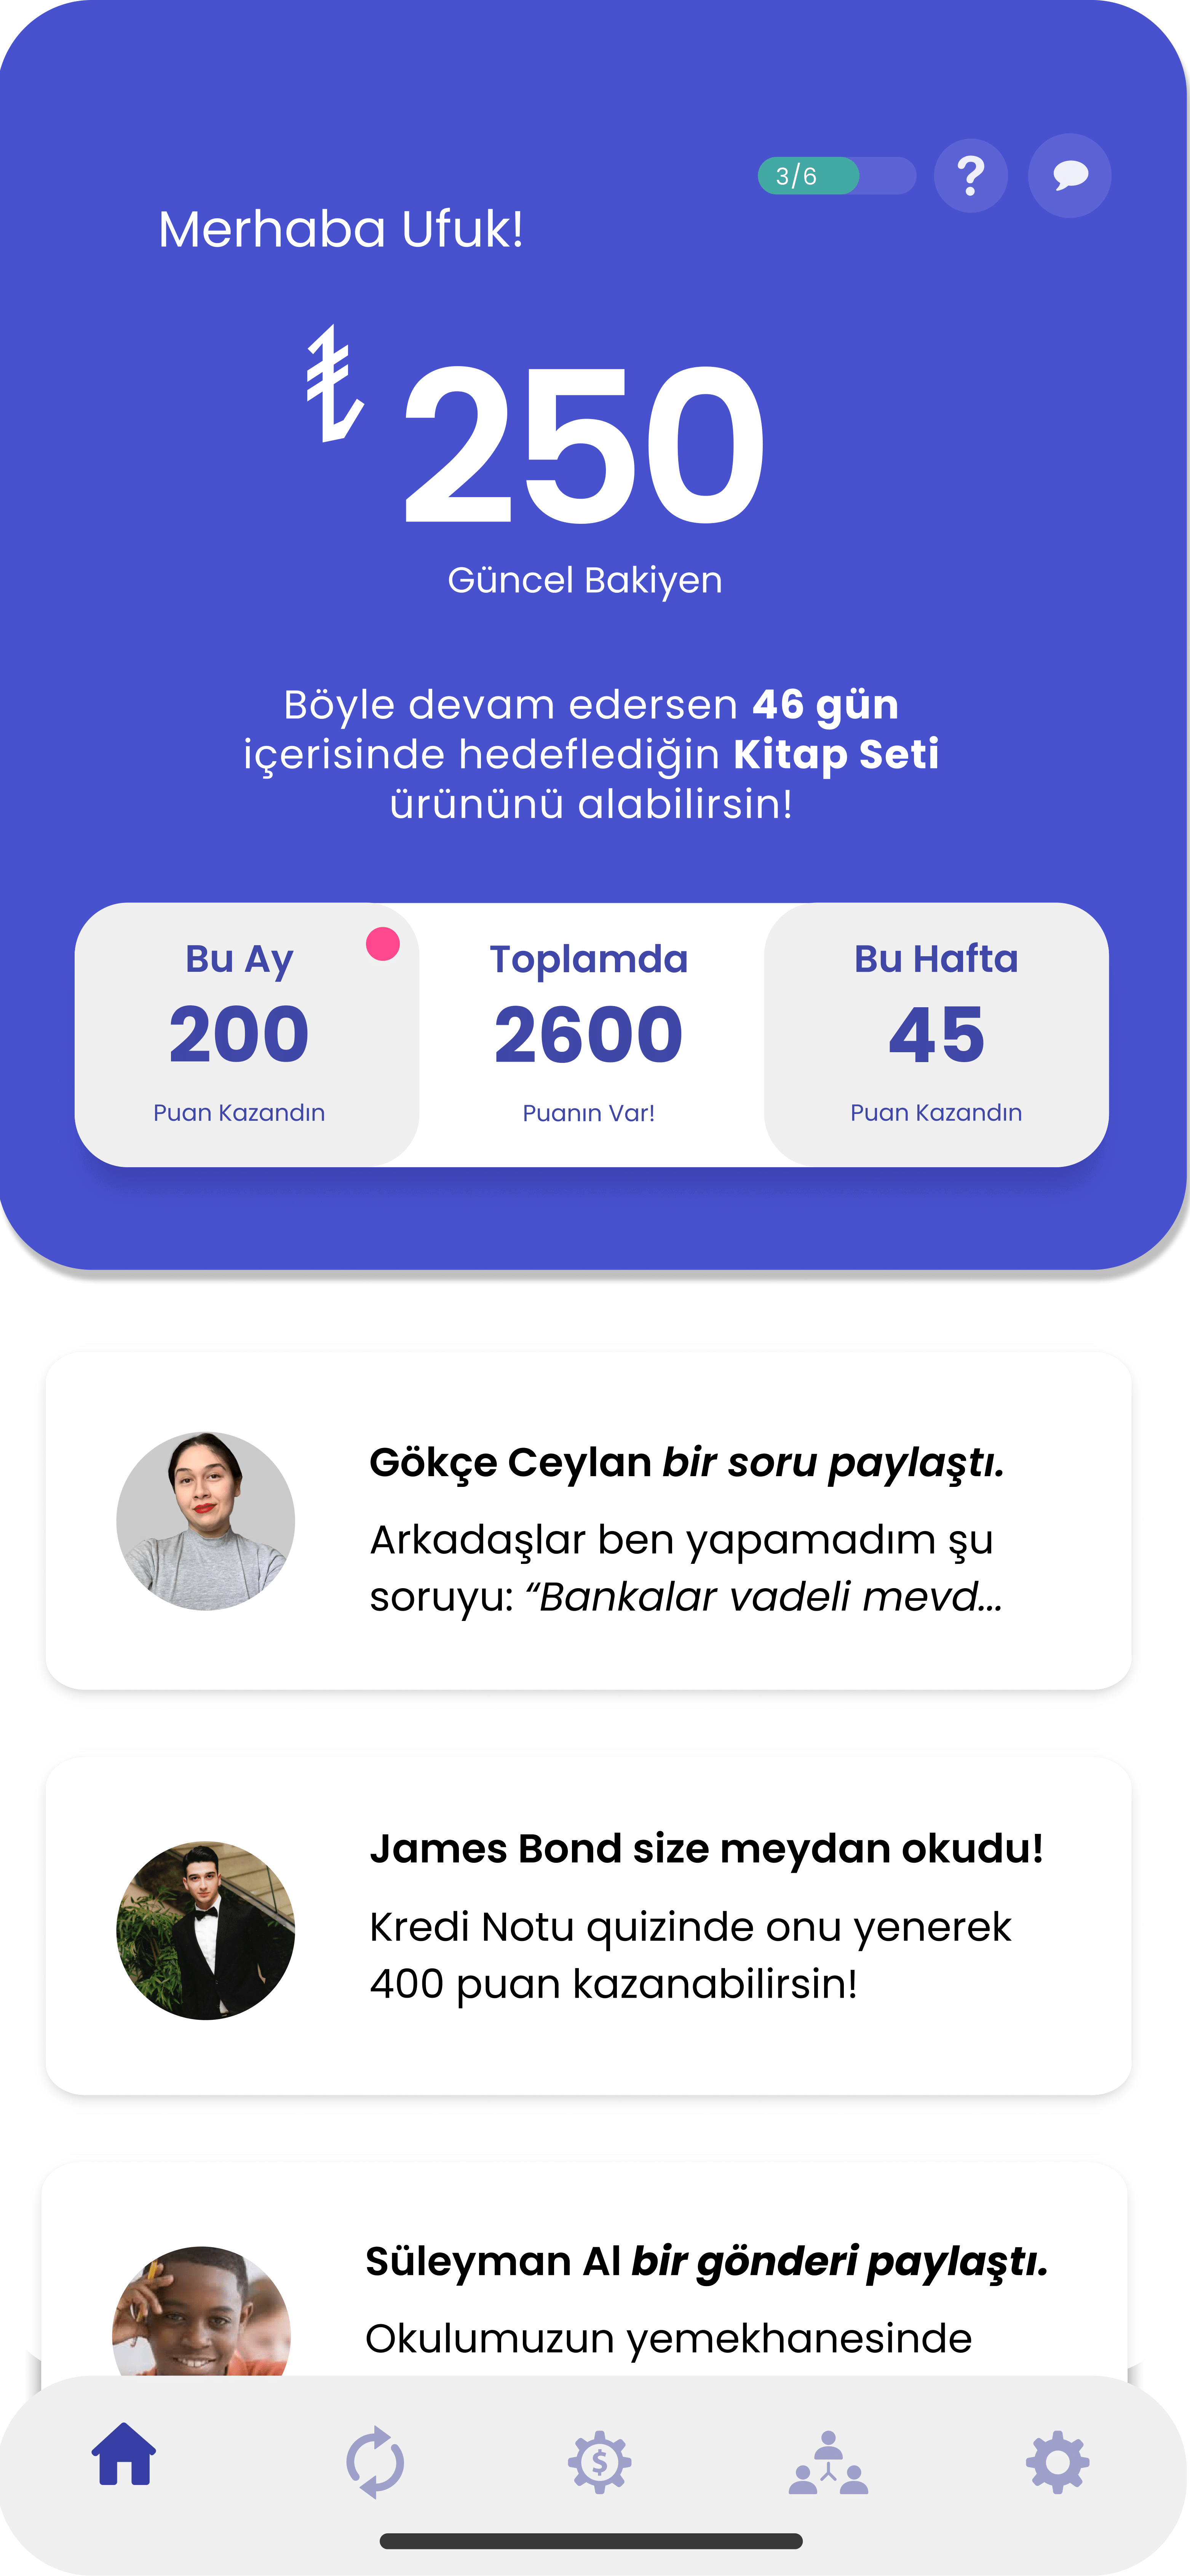 3/6
?
Merhaba Ufuk!
₺ 250
Güncel Bakiyen
Böyle devam edersen 46 gün
içerisinde hedeflediğin Kitap Seti
ürününü alabilirsin!
Bu Ay
200
Puan Kazandın
Toplamda
2600
Puanın Var!
Bu Hafta
45
Puan Kazandın
Gökçe Ceylan bir soru paylaştı.
Arkadaşlar ben yapamadım şu
soruyu: “Bankalar vadeli mevd...
James Bond size meydan okudu!
Kredi Notu quizinde onu yenerek
400 puan kazanabilirsin!
Süleyman Al bir gönderi paylaştı.
Okulumuzun yemekhanesinde
$